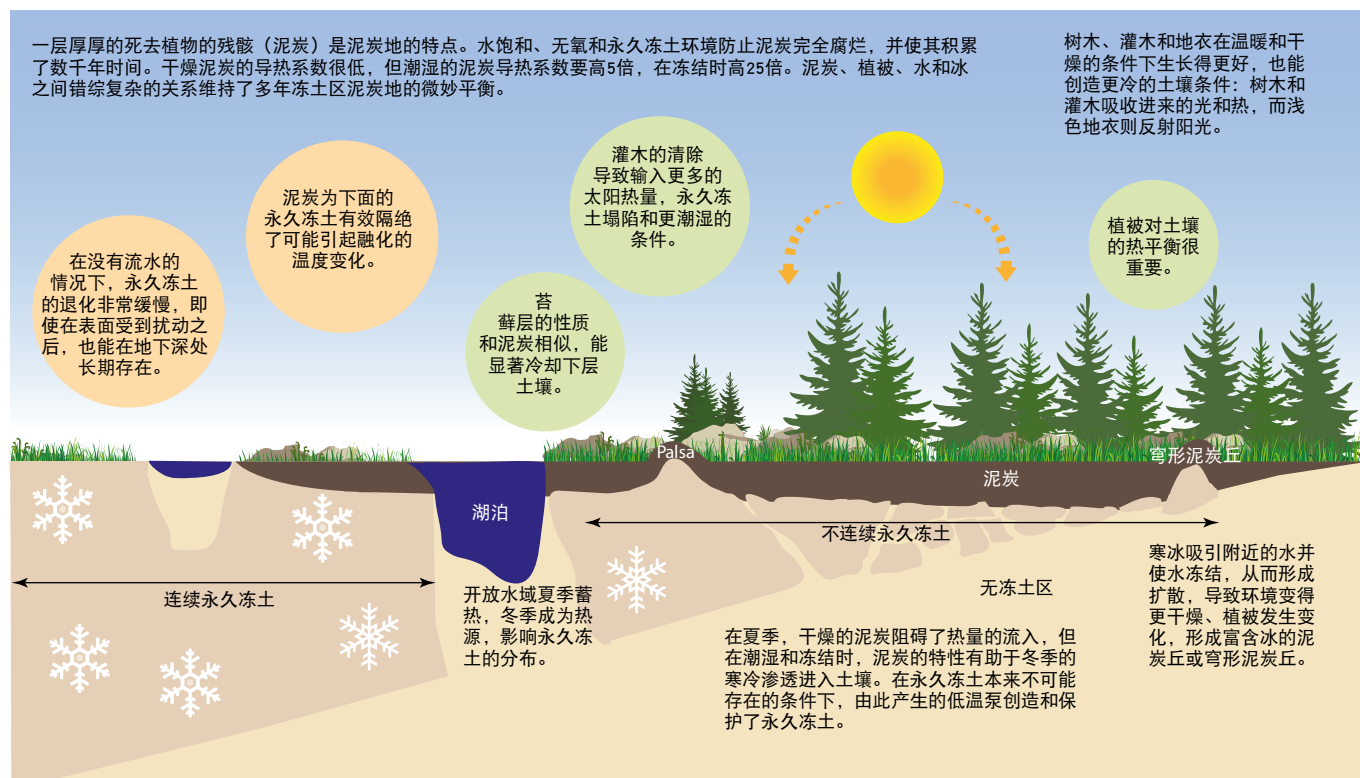 一层厚厚的死去植物的残骸（泥炭）是泥炭地的特点。水饱和、无氧和永久冻土环境防止泥炭完全腐烂，并使其积累
了数千年时间。干燥泥炭的导热系数很低，但潮湿的泥炭导热系数要高5倍，在冻结时高25倍。泥炭、植被、水和冰
之间错综复杂的关系维持了多年冻土区泥炭地的微妙平衡。
树木、灌木和地衣在温暖和干
燥的条件下生长得更好，也能
创造更冷的土壤条件：树木和
灌木吸收进来的光和热，而浅
色地衣则反射阳光。
在没有流水的
情况下，永久冻土
的退化非常缓慢，即
使在表面受到扰动之
后，也能在地下深处
长期存在。
泥炭为下面的
永久冻土有效隔绝
了可能引起融化的
温度变化。
苔
藓层的性质
和泥炭相似，能
显著冷却下层
土壤。
灌木的清除
导致输入更多的
太阳热量，永久冻
土塌陷和更潮湿的
条件。
植被对土壤
的热平衡很
重要。
Palsa
穹形泥炭丘
泥炭
湖泊
不连续永久冻土
连续永久冻土
无冻土区
开放水域夏季蓄
热，冬季成为热
源，影响永久冻
土的分布。
在夏季，干燥的泥炭阻碍了热量的流入，但
在潮湿和冻结时，泥炭的特性有助于冬季的
寒冷渗透进入土壤。在永久冻土本来不可能
存在的条件下，由此产生的低温泵创造和保
护了永久冻土。
寒冰吸引附近的水并
使水冻结，从而形成
扩散，导致环境变得
更干燥、植被发生变
化，形成富含冰的泥
炭丘或穹形泥炭丘。